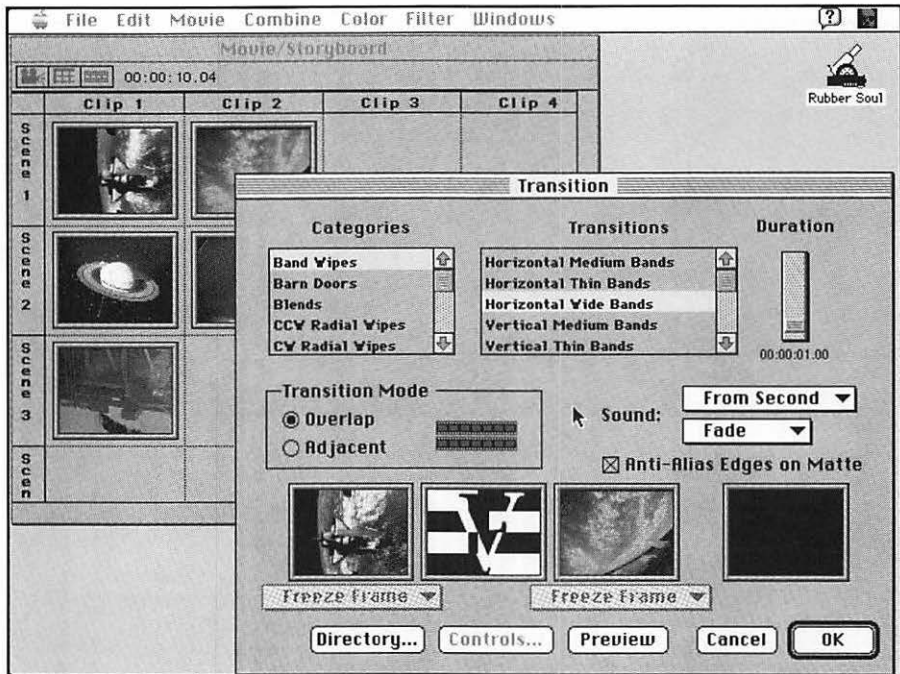 File Edit Movie Combine Color Filter Windows
Movie/Storyboard
00:00:10.04
Clip 1 Clip 2 Clip 3 Clip 4
Rubber Soul
Scene 1
Scene 2
Scene 3
Scen
Transition
Categories
Band Wipes
Barn Doors
Blends
CCW Radial Wipes
CW Radial Wipes
Transitions
Horizontal Medium Bands
Horizontal Thin Bands
Horizontal Wide Bands
Vertical Medium Bands
Vertical Thin Bands
Duration
00:00:01.00
Transition Mode
Overlap
Adjacent
Sound:
From Second
Fade
Anti-Alias Edges on Matte
Freeze Frame
Freeze Frame
Directory... Controls... Preview Cancel OK